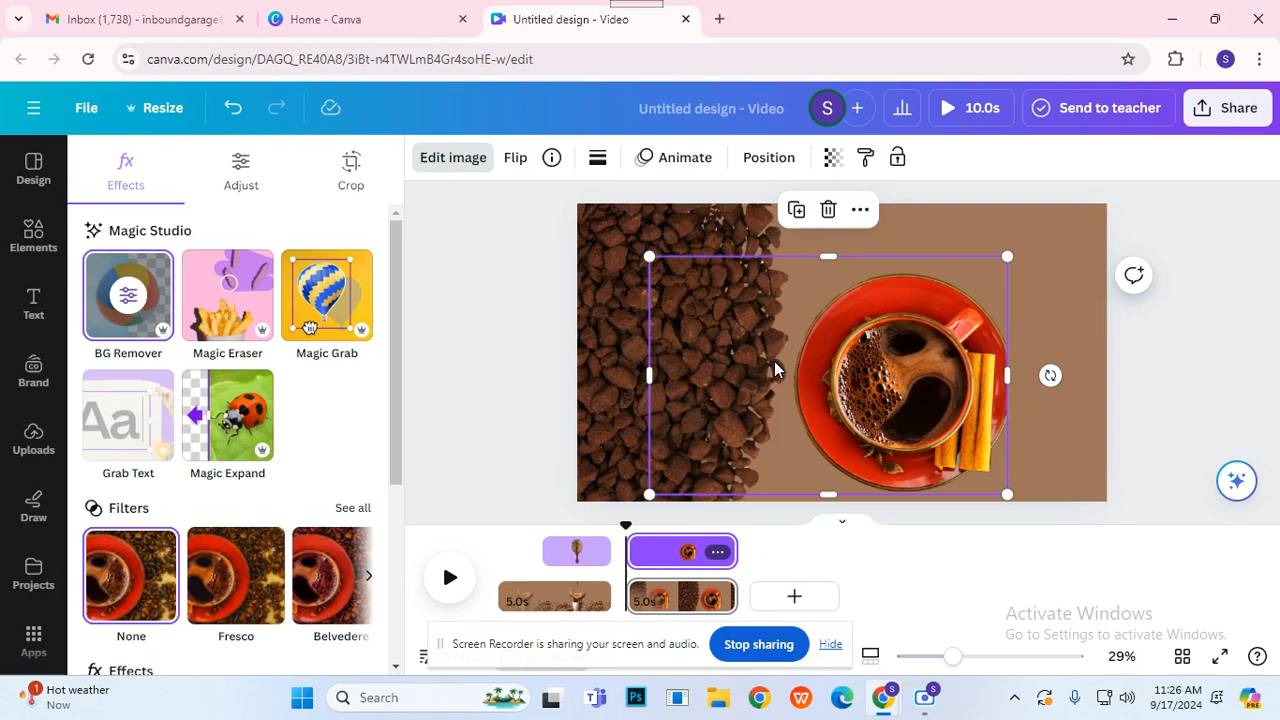 Inbox (1,738) - inboundgarage
Home - Canva
Untitled design - Video
canva.com/design/DAGQ_RE40A8/3iBt-n4TWLmB4Gr4soHE-w/edit
S
File
Resize
Untitled design - Video
S
10.0s
Send to teacher
Share
Design
Elements
Text
Brand
Uploads
Draw
Projects
Apps
Effects
Adjust
Crop
Edit image
Flip
Animate
Position
Magic Studio
BG Remover
Magic Eraser
Magic Grab
Aa
Grab Text
Magic Expand
Filters
See all
None
Fresco
Belvedere
Effects
5.0s
5.0s
Screen Recorder is sharing your screen and audio.
Stop sharing
Hide
Activate Windows
Go to Settings to activate Windows.
29%
1
Hot weather
Now
Search
Ps
W
S
S
11:26 AM
9/17/2024
PRE